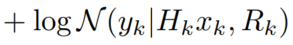 + log 𝒩(y_k|H_k x_k, R_k)